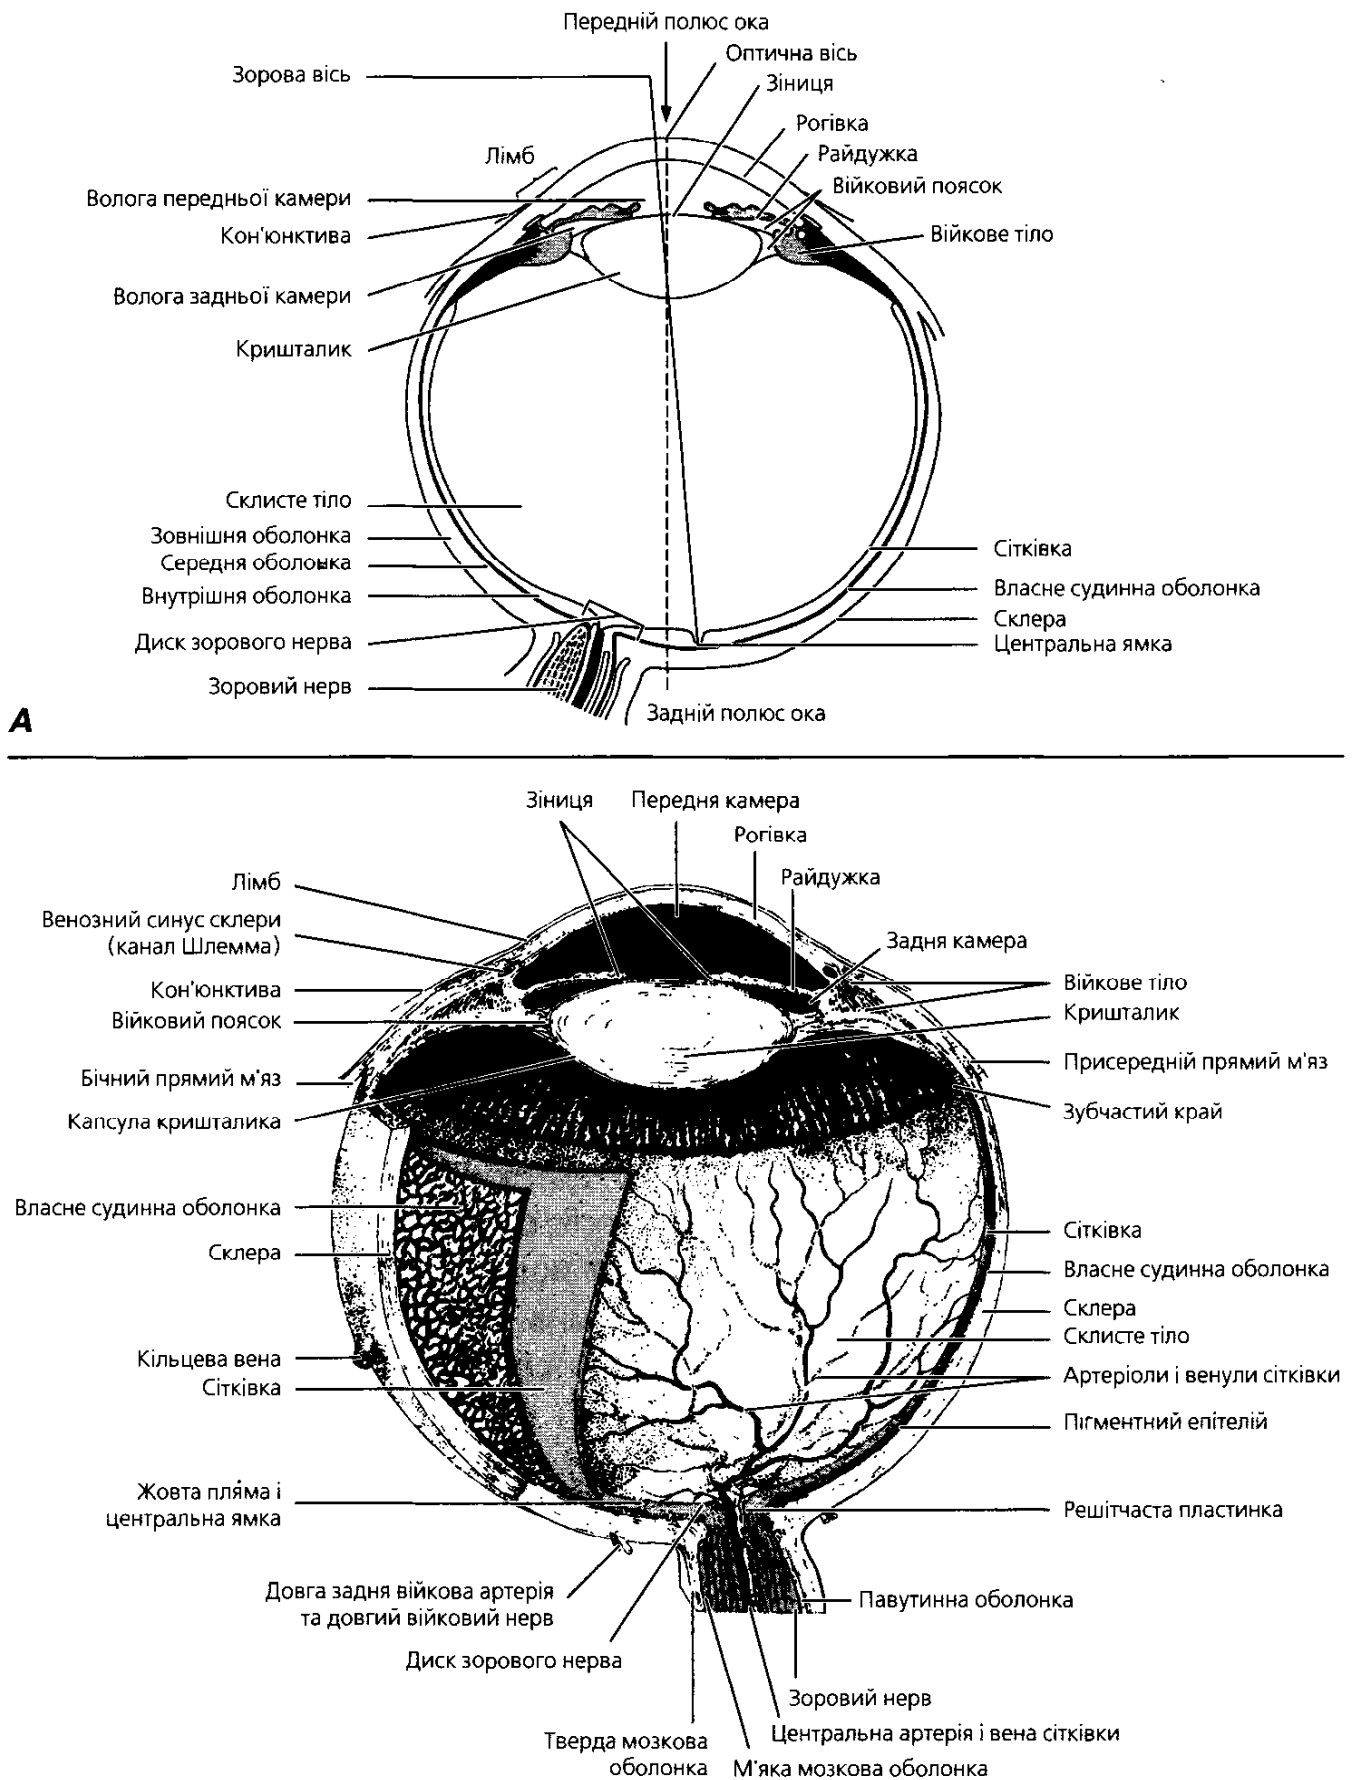 Передній полюс ока
Оптична вісь
Зорова вісь
Зіниця
Рогівка
Лімб
Райдужка
Війковий поясок
Волога передньої камери
Кон'юнктива
Війкове тіло
Волога задньої камери
Кришталик
Склисте тіло
Зовнішня оболонка
Середня оболонка
Внутрішня оболонка
Диск зорового нерва
Зоровий нерв
Сітківка
Власне судинна оболонка
Склера
Центральна ямка
Задній полюс ока
А
Зіниця
Передня камера
Рогівка
Райдужка
Лімб
Венозний синус склери
(канал Шлемма)
Задня камера
Кон'юнктива
Війковий поясок
Війкове тіло
Кришталик
Бічний прямий м'яз
Капсула кришталика
Присередній прямий м'яз
Зубчастий край
Власне судинна оболонка
Склера
Кільцева вена
Сітківка
Сітківка
Власне судинна оболонка
Склера
Склисте тіло
Артеріоли і венули сітківки
Пігментний епітелій
Жовта пляма і
центральна ямка
Решітчаста пластинка
Довга задня війкова артерія
та довгий війковий нерв
Павутинна оболонка
Диск зорового нерва
Зоровий нерв
Центральна артерія і вена сітківки
Тверда мозкова
оболонка
М'яка мозкова оболонка